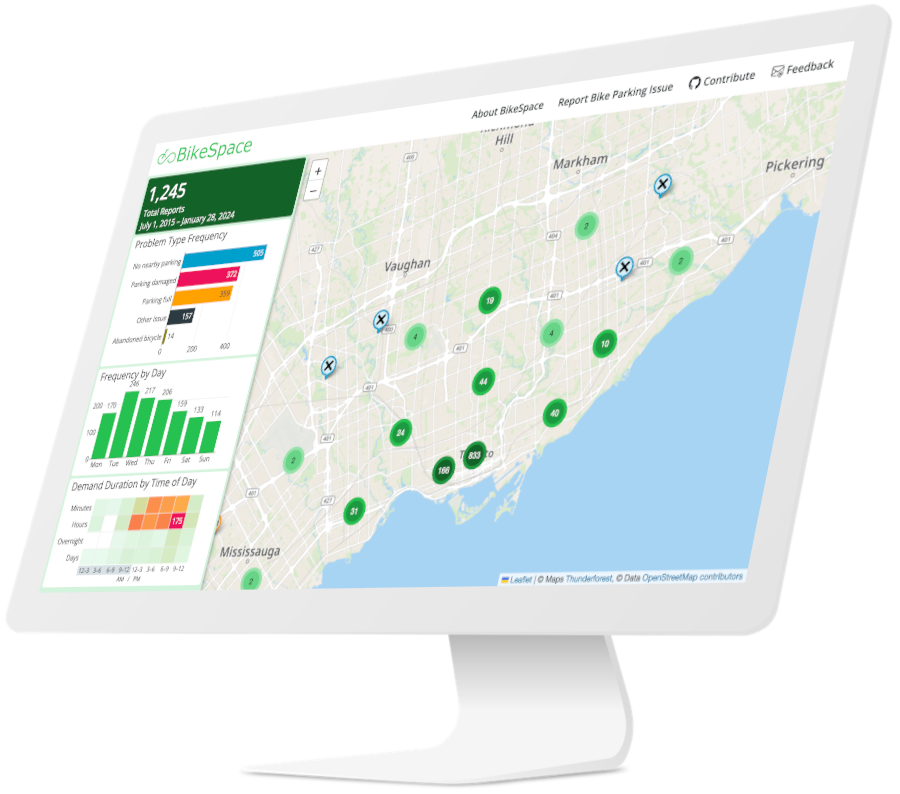 About BikeSpace
Report Bike Parking Issue
Contribute
Feedback
BikeSpace
1,245
Total Reports
July 1, 2015 – January 28, 2024
Problem Type Frequency
No nearby parking 505
Parking damaged 372
Parking full 359
Other issue 157
Abandoned bicycle 14
0 200 400
Frequency by Day
200
100
0
170 246 217 206 159 133 114
Mon Tue Wed Thu Fri Sat Sun
Demand Duration by Time of Day
Minutes
Hours 175
Overnight
Days
12-3 3-6 6-9 9-12 12-3 3-6 6-9 9-12
AM / PM
+
−
Richmond
Hill
Markham
Pickering
400
404
2
2
401
401
427
Vaughan
19
401
4
4
10
400
401
401
44
40
24
401
2
166
833
401
427
31
Mississauga
2
Leaflet | © Maps Thunderforest, © Data OpenStreetMap contributors